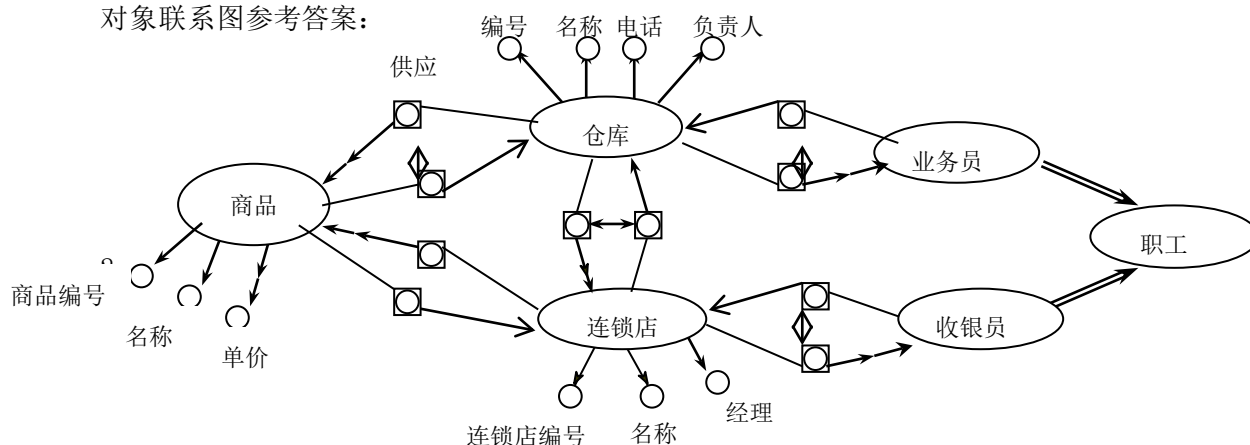 对象联系图参考答案：
编号 名称 电话 负责人
供应
仓库
业务员
商品
职工
商品编号
名称
单价
连锁店
收银员
经理
连锁店编号 名称